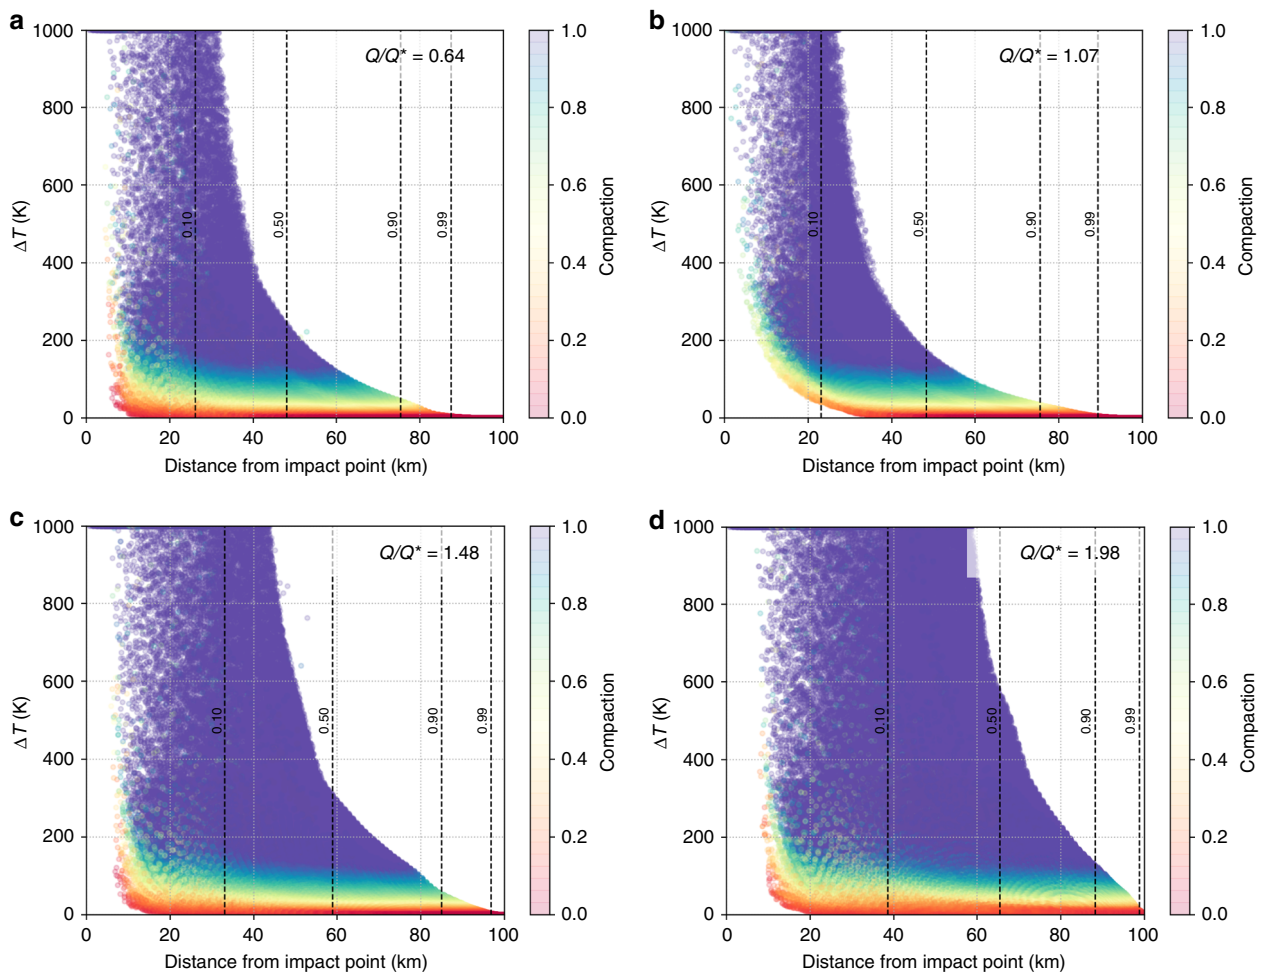 a
Q/Q* = 0.64
1000
800
600
400
200
0
ΔT (K)
0.10
0.50
0.90
0.99
0 20 40 60 80 100
Distance from impact point (km)
1.0
0.8
0.6
0.4
0.2
0.0
Compaction
b
Q/Q* = 1.07
1000
800
600
400
200
0
ΔT (K)
0.10
0.50
0.90
0.99
0 20 40 60 80 100
Distance from impact point (km)
1.0
0.8
0.6
0.4
0.2
0.0
Compaction
c
Q/Q* = 1.48
1000
800
600
400
200
0
ΔT (K)
0.10
0.50
0.90
0.99
0 20 40 60 80 100
Distance from impact point (km)
1.0
0.8
0.6
0.4
0.2
0.0
Compaction
d
Q/Q* = 1.98
1000
800
600
400
200
0
ΔT (K)
0.10
0.50
0.90
0.99
0 20 40 60 80 100
Distance from impact point (km)
1.0
0.8
0.6
0.4
0.2
0.0
Compaction